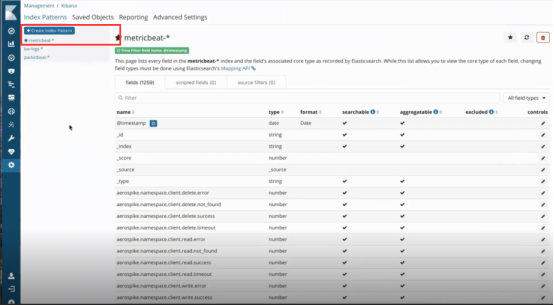 Management / Kibana
Index Patterns Saved Objects Reporting Advanced Settings
Create Index Pattern
metricbeat-*
packetbeat-*
metricbeat-*
Time Filter field name: @timestamp
This page lists every field in the metricbeat-* index and the field's associated core type as recorded by Elasticsearch. While this list allows you to view the core type of each field, changing
field types must be done using Elasticsearch's Mapping API
fields (1259) scripted fields (0) source filters (0)
Filter All field types
name type format searchable aggregatable excluded controls
@timestamp date Date
_id string
_index string
_score number
_source _source
_type string
aerospike.namespace.client.delete.error number
aerospike.namespace.client.delete.not_found number
aerospike.namespace.client.delete.success number
aerospike.namespace.client.delete.timeout number
aerospike.namespace.client.read.error number
aerospike.namespace.client.read.not_found number
aerospike.namespace.client.read.success number
aerospike.namespace.client.read.timeout number
aerospike.namespace.client.write.error number
aerospike.namespace.client.write.success number